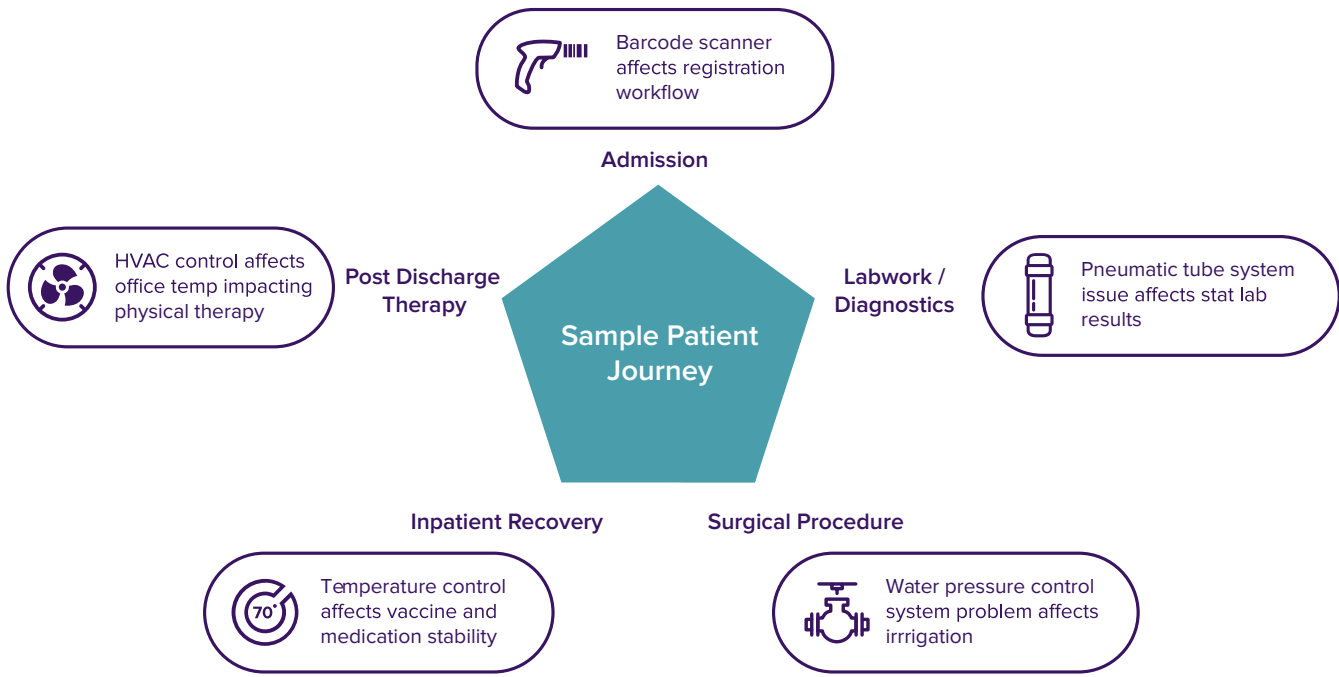 Barcode scanner
affects registration
workflow
Admission
HVAC control affects
office temp impacting
physical therapy
Post Discharge
Therapy
Labwork /
Diagnostics
Pneumatic tube system
issue affects stat lab
results
Sample Patient
Journey
Inpatient Recovery
Surgical Procedure
70°
Temperature control
affects vaccine and
medication stability
Water pressure control
system problem affects
irrrigation